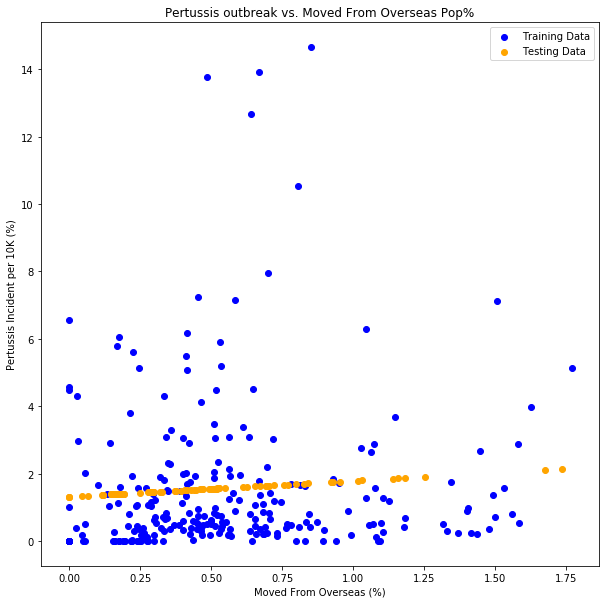 Pertussis outbreak vs. Moved From Overseas Pop%
Training Data
Testing Data
Pertussis Incident per 10K (%)
14
12
10
8
6
4
2
0
0.00 0.25 0.50 0.75 1.00 1.25 1.50 1.75
Moved From Overseas (%)